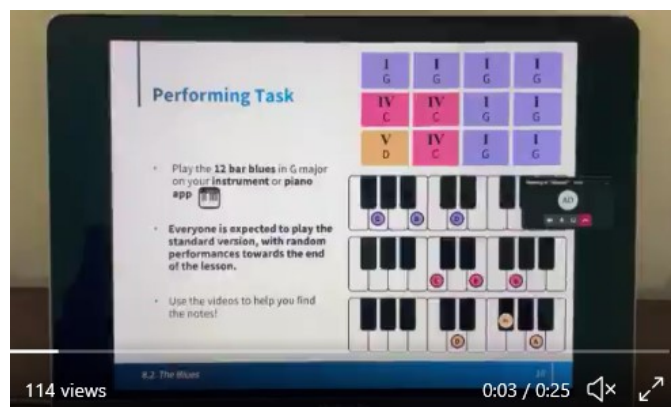 Performing Task
I I I I
G G G G
IV IV I I
C C G G
V IV I I
D C G G
• Play the 12 bar blues in G major
on your instrument or piano
app
• Everyone is expected to play the
standard version, with random
performances towards the end
of the lesson.
• Use the videos to help you find
the notes!
AD
G B D
D A
8.2. The Blues
114 views
0:03 / 0:25